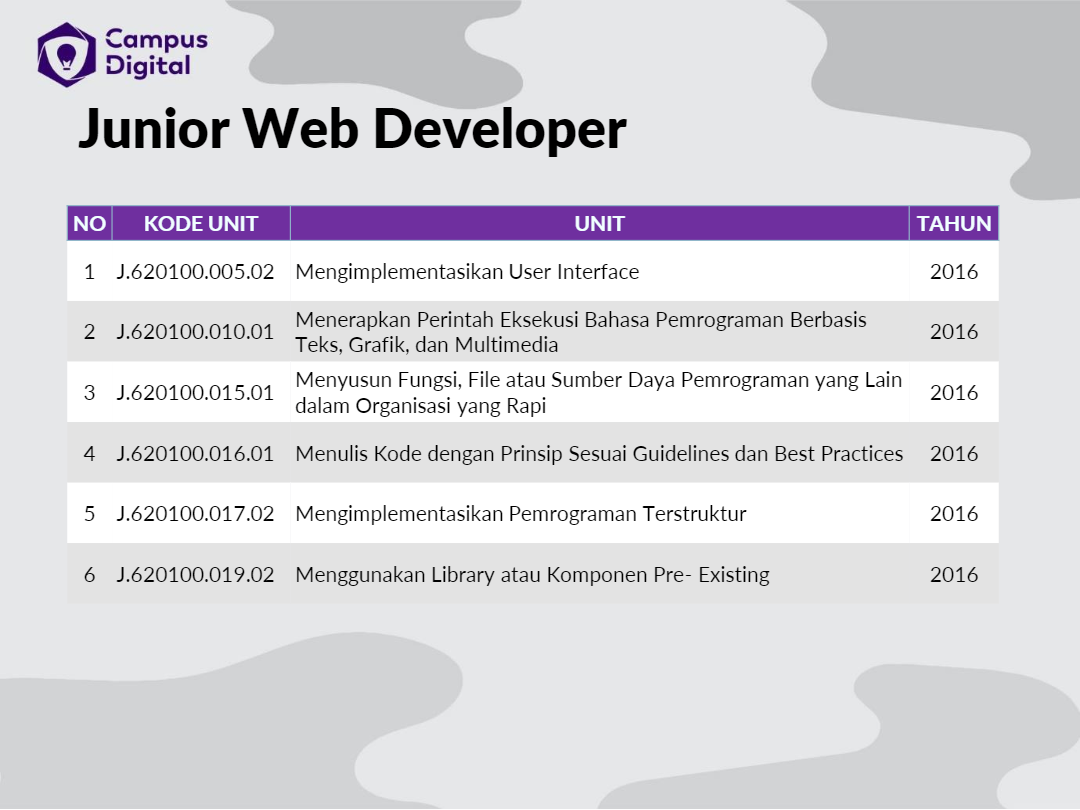 Campus
Digital
Junior Web Developer
NO KODE UNIT UNIT TAHUN
1 J.620100.005.02 Mengimplementasikan User Interface 2016
2 J.620100.010.01 Menerapkan Perintah Eksekusi Bahasa Pemrograman Berbasis
Teks, Grafik, dan Multimedia 2016
3 J.620100.015.01 Menyusun Fungsi, File atau Sumber Daya Pemrograman yang Lain
dalam Organisasi yang Rapi 2016
4 J.620100.016.01 Menulis Kode dengan Prinsip Sesuai Guidelines dan Best Practices 2016
5 J.620100.017.02 Mengimplementasikan Pemrograman Terstruktur 2016
6 J.620100.019.02 Menggunakan Library atau Komponen Pre- Existing 2016